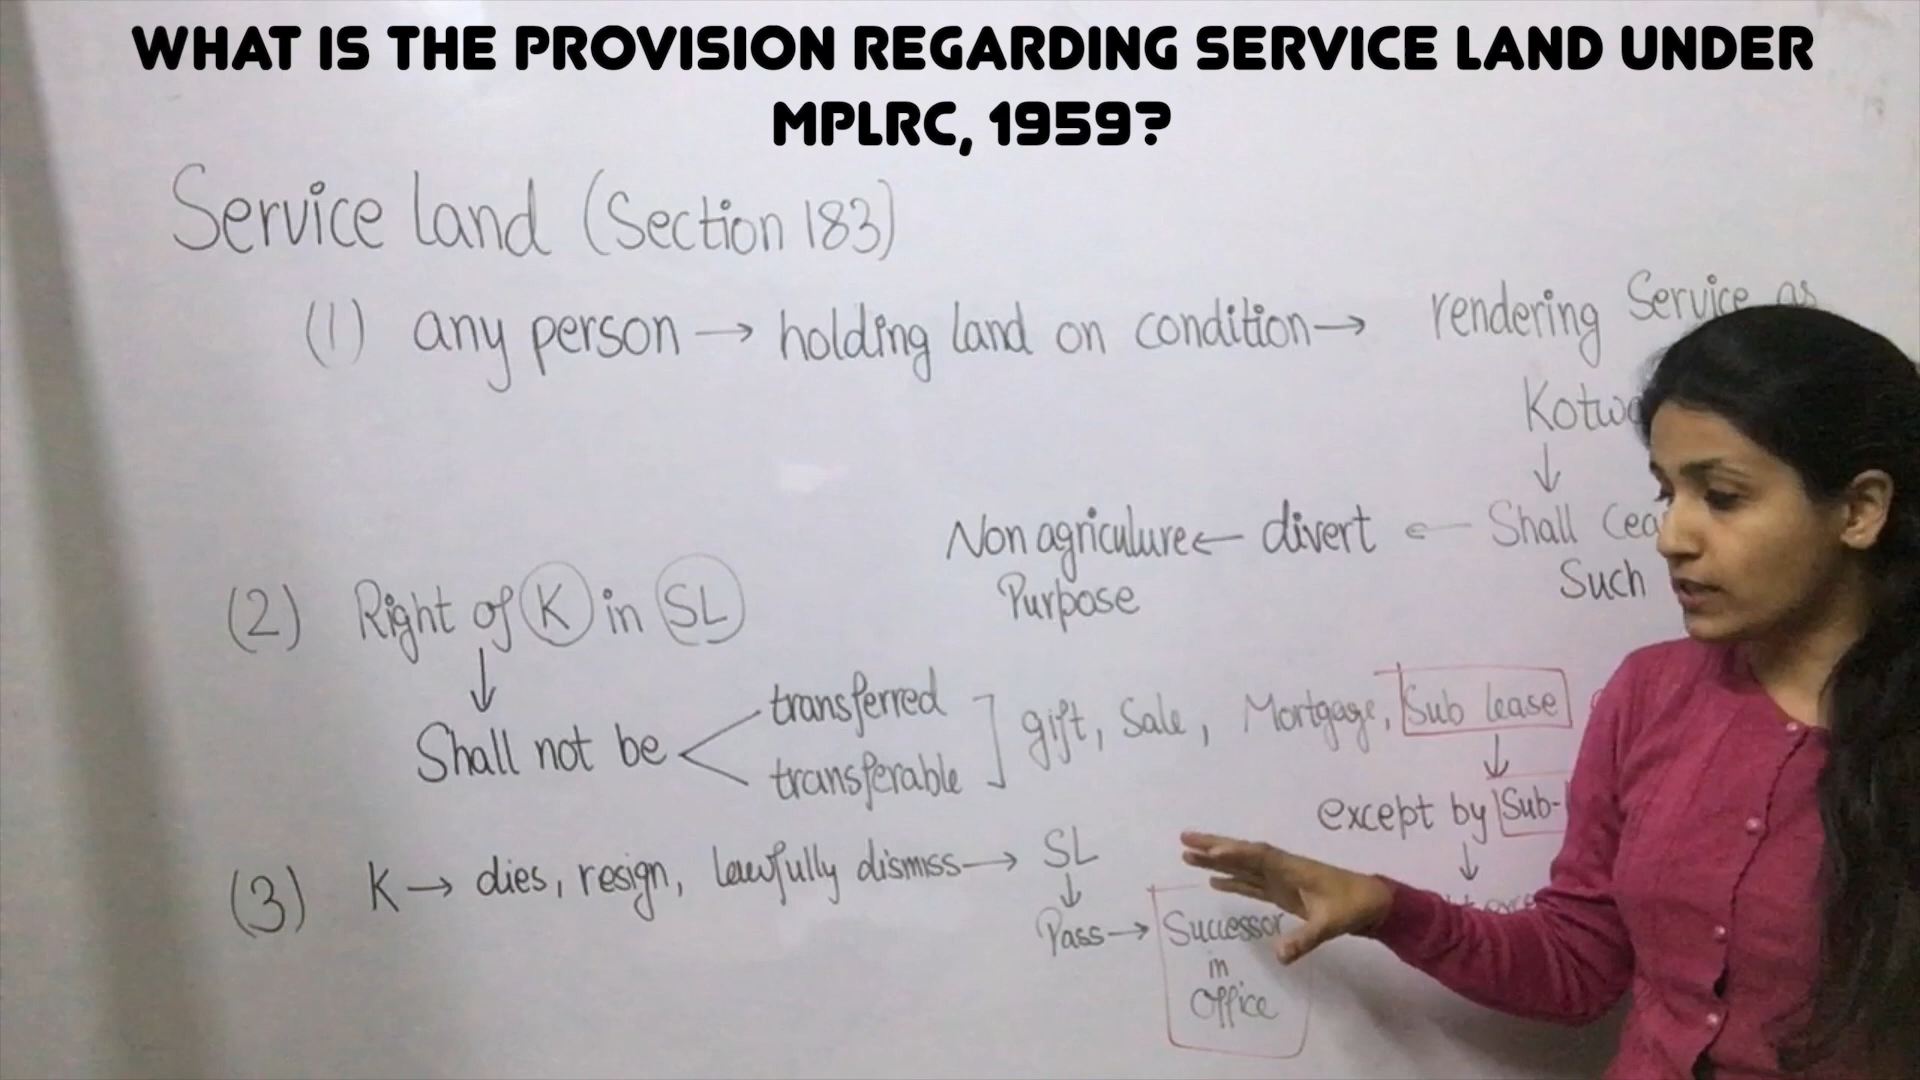 WHAT IS THE PROVISION REGARDING SERVICE LAND UNDER
MPLRC, 1959?
Service land (Section 183)
(1) any person → holding land on condition → rendering Service as
↓
Non agriculure ← divert ← Shall
Purpose Such
(2) Right of K in SL
↓
Shall not be
transferred
transferable
gift, Sale, Mortgage, Sub lease
↓
except by Sub-
↓
(3) K → dies, resign, lawfully dismiss → SL
↓
Pass → Successor
in
Office